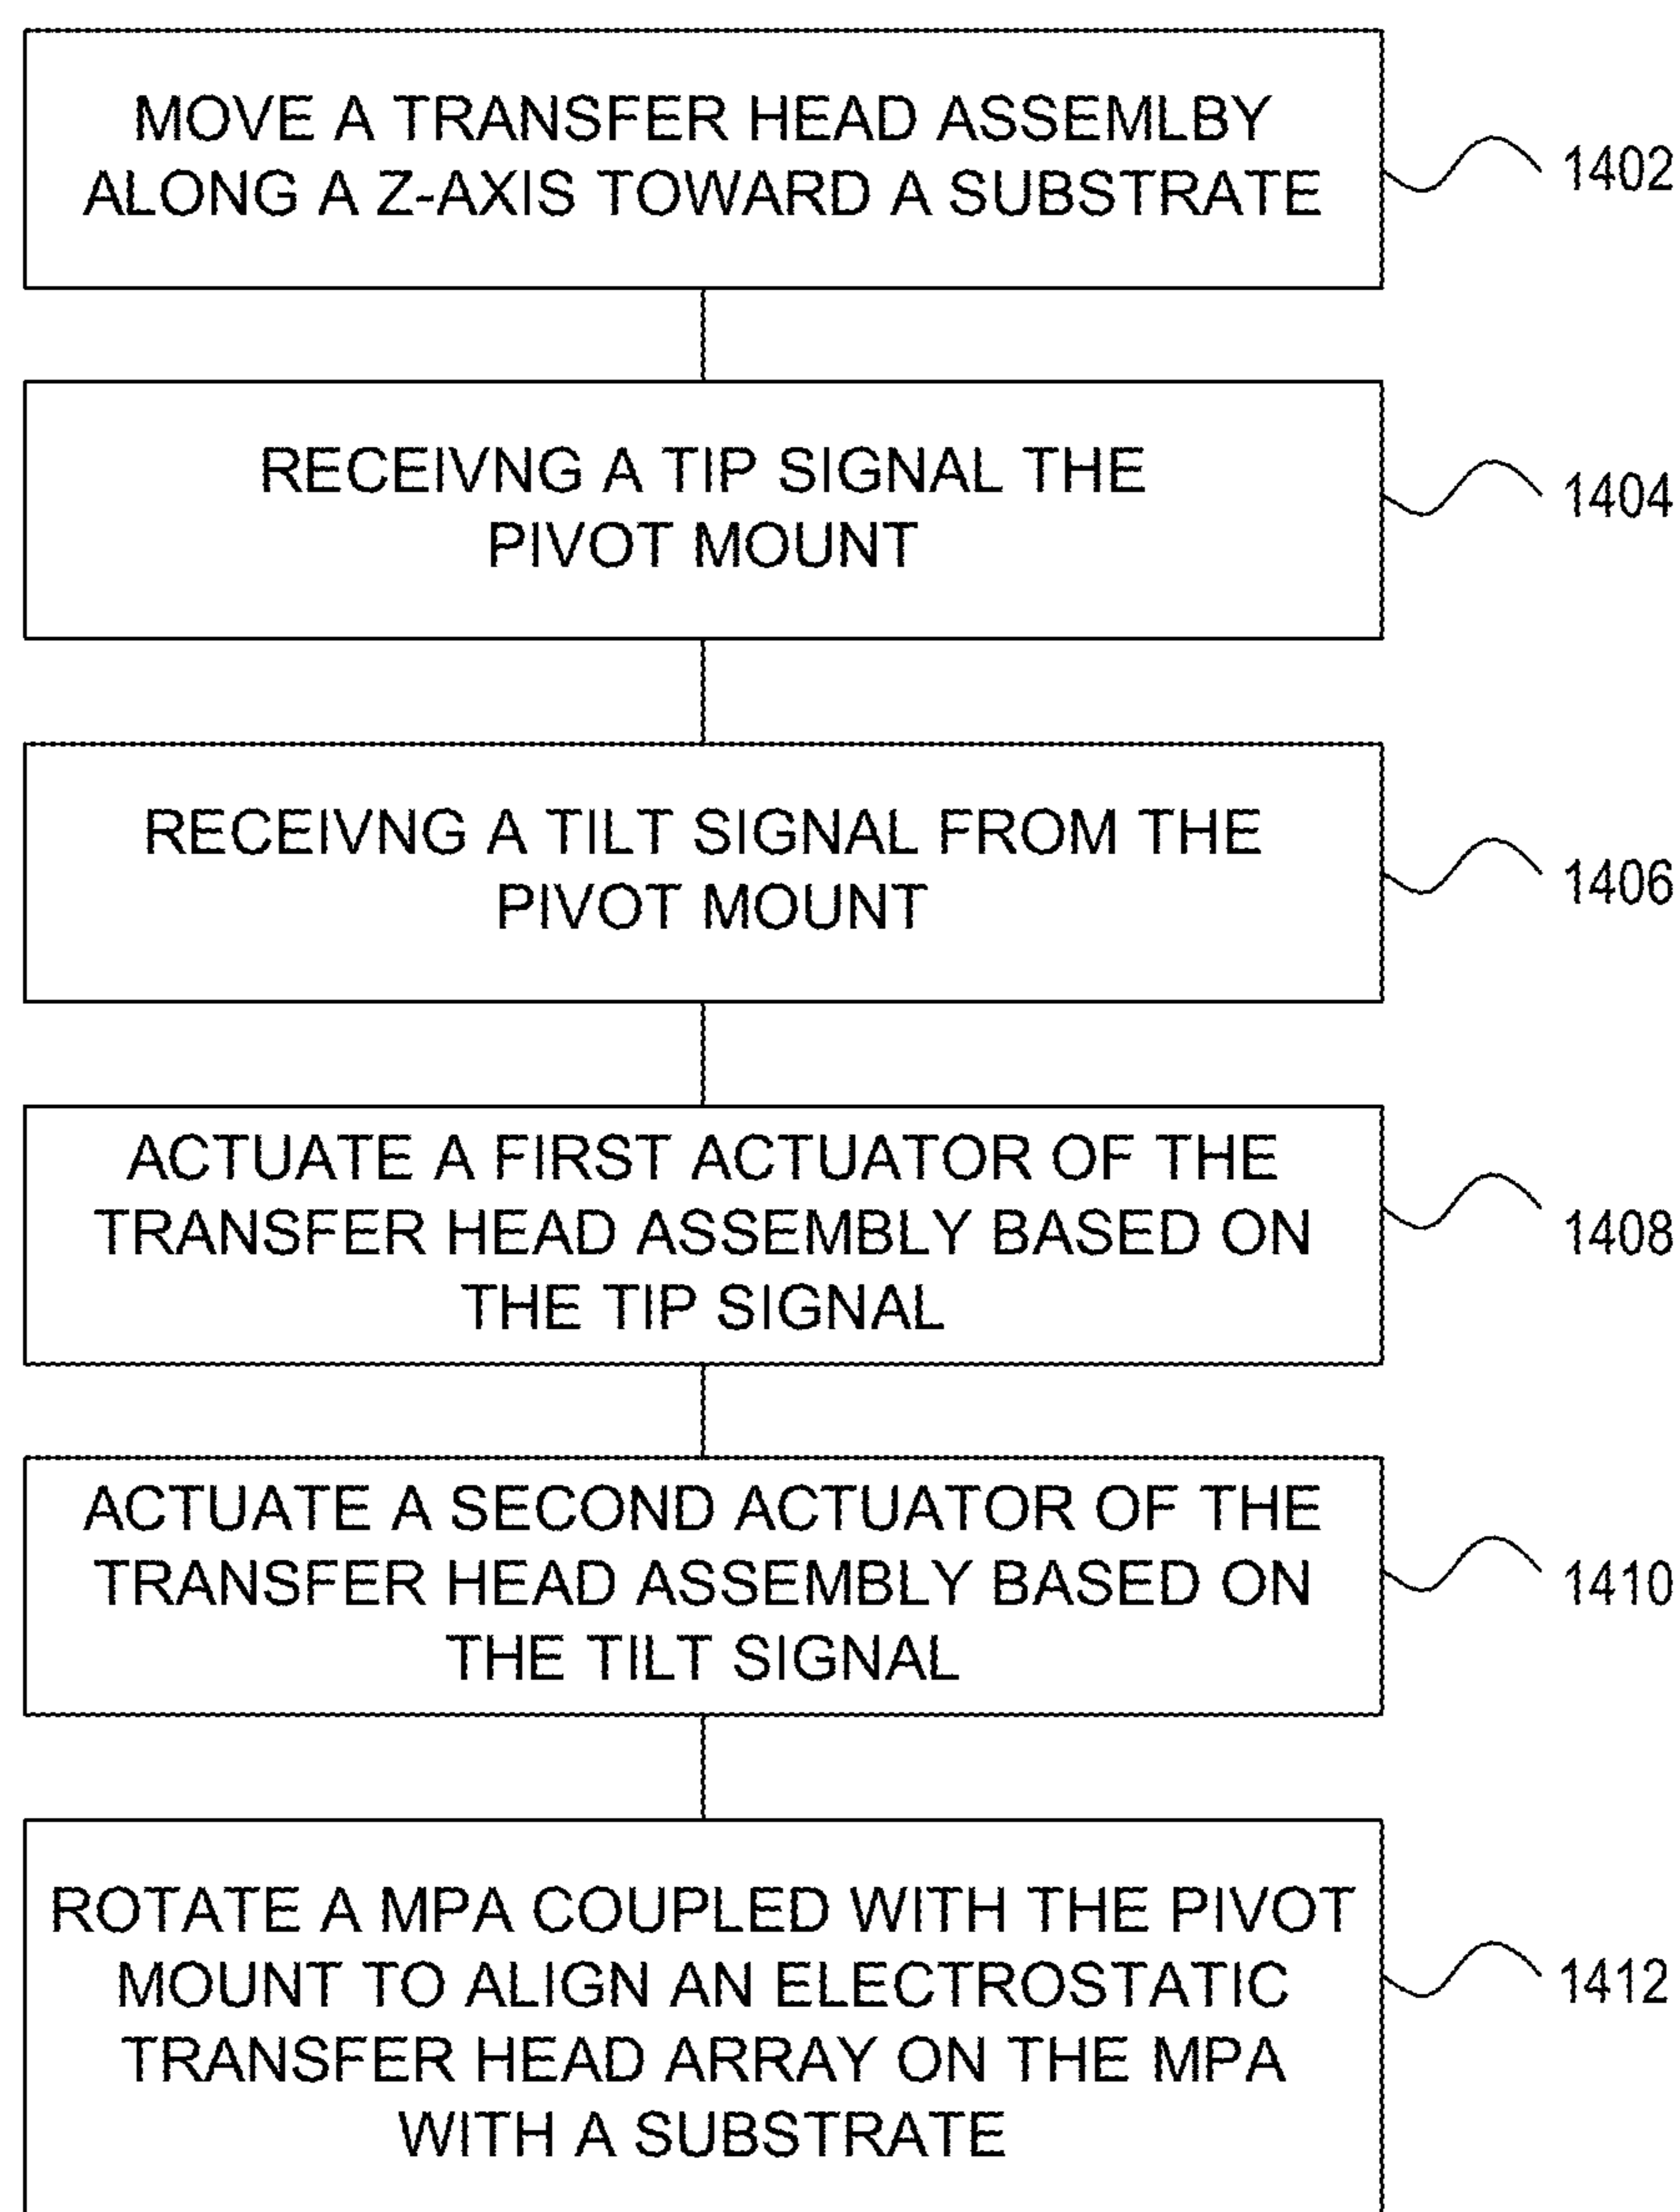 MOVE A TRANSFER HEAD ASSEMLBY
ALONG A Z-AXIS TOWARD A SUBSTRATE
1402
RECEIVNG A TIP SIGNAL THE
PIVOT MOUNT
1404
RECEIVNG A TILT SIGNAL FROM THE
PIVOT MOUNT
1406
ACTUATE A FIRST ACTUATOR OF THE
TRANSFER HEAD ASSEMBLY BASED ON
THE TIP SIGNAL
1408
ACTUATE A SECOND ACTUATOR OF THE
TRANSFER HEAD ASSEMBLY BASED ON
THE TILT SIGNAL
1410
ROTATE A MPA COUPLED WITH THE PIVOT
MOUNT TO ALIGN AN ELECTROSTATIC
TRANSFER HEAD ARRAY ON THE MPA
WITH A SUBSTRATE
1412